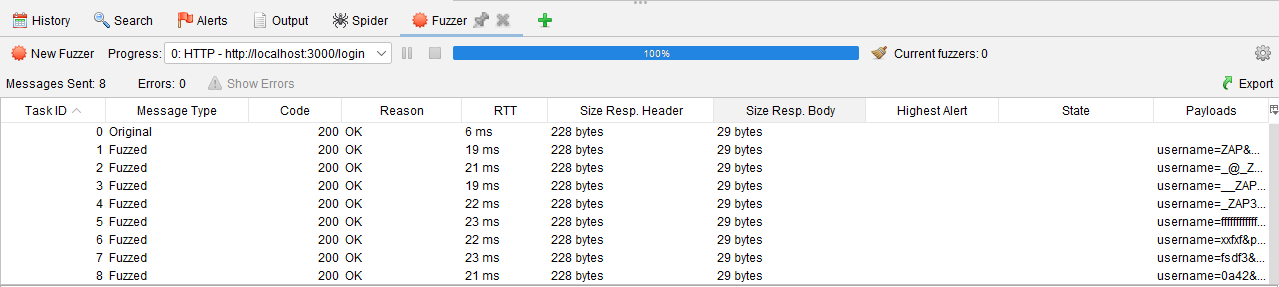 History Search Alerts Output Spider Fuzzer
New Fuzzer Progress: 0: HTTP - http://localhost:3000/login 100% Current fuzzers: 0
Messages Sent: 8 Errors: 0 Show Errors Export
Task ID Message Type Code Reason RTT Size Resp. Header Size Resp. Body Highest Alert State Payloads
0 Original 200 OK 6 ms 228 bytes 29 bytes
1 Fuzzed 200 OK 19 ms 228 bytes 29 bytes username=ZAP&...
2 Fuzzed 200 OK 21 ms 228 bytes 29 bytes username=_@_Z...
3 Fuzzed 200 OK 19 ms 228 bytes 29 bytes username=__ZAP...
4 Fuzzed 200 OK 22 ms 228 bytes 29 bytes username=_ZAP3...
5 Fuzzed 200 OK 23 ms 228 bytes 29 bytes
6 Fuzzed 200 OK 22 ms 228 bytes 29 bytes username=xxfxf&p...
7 Fuzzed 200 OK 23 ms 228 bytes 29 bytes username=fsdf3&...
8 Fuzzed 200 OK 21 ms 228 bytes 29 bytes username=0a42&...